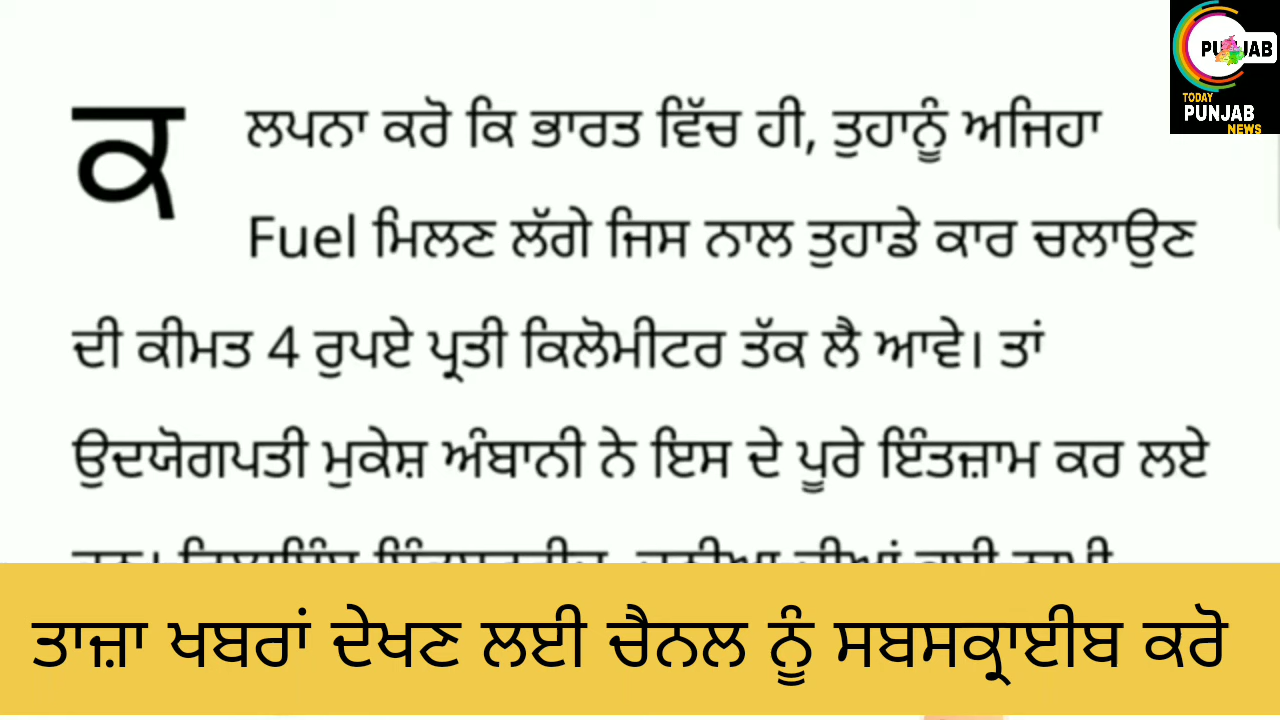 PUNJAB
TODAY
PUNJAB
NEWS
ਕਲਪਨਾ ਕਰੋ ਕਿ ਭਾਰਤ ਵਿੱਚ ਹੀ, ਤੁਹਾਨੂੰ ਅਜਿਹਾ
Fuel ਮਿਲਣ ਲੱਗੇ ਜਿਸ ਨਾਲ ਤੁਹਾਡੇ ਕਾਰ ਚਲਾਉਣ
ਦੀ ਕੀਮਤ 4 ਰੁਪਏ ਪ੍ਰਤੀ ਕਿਲੋਮੀਟਰ ਤੱਕ ਲੈ ਆਵੇ। ਤਾਂ
ਉਦਯੋਗਪਤੀ ਮੁਕੇਸ਼ ਅੰਬਾਨੀ ਨੇ ਇਸ ਦੇ ਪੂਰੇ ਇੰਤਜ਼ਾਮ ਕਰ ਲਏ
ਤਾਜ਼ਾ ਖਬਰਾਂ ਦੇਖਣ ਲਈ ਚੈਨਲ ਨੂੰ ਸਬਸਕ੍ਰਾਈਬ ਕਰੋ